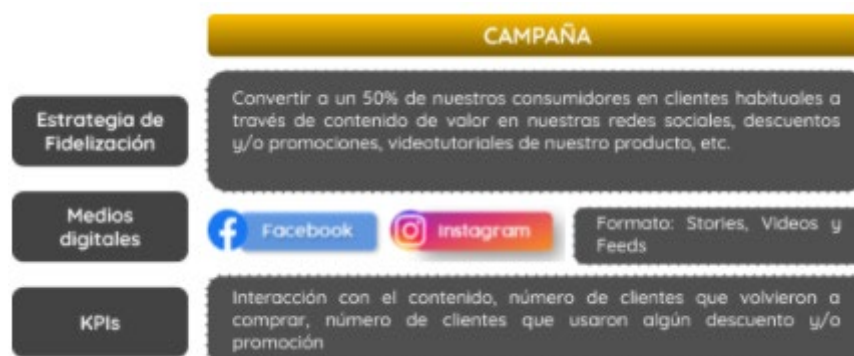 CAMPAÑA
Estrategia de
Fidelización
Convertir a un 50% de nuestros consumidores en clientes habituales a
través de contenido de valor en nuestras redes sociales, descuentos
y/o promociones, videotutoriales de nuestro producto, etc.
Medios
digitales
Facebook
Instagram
Formato: Stories, Videos y
Feeds
KPIs
Interacción con el contenido, número de clientes que volvieron a
comprar, número de clientes que usaron algún descuento y/o
promoción